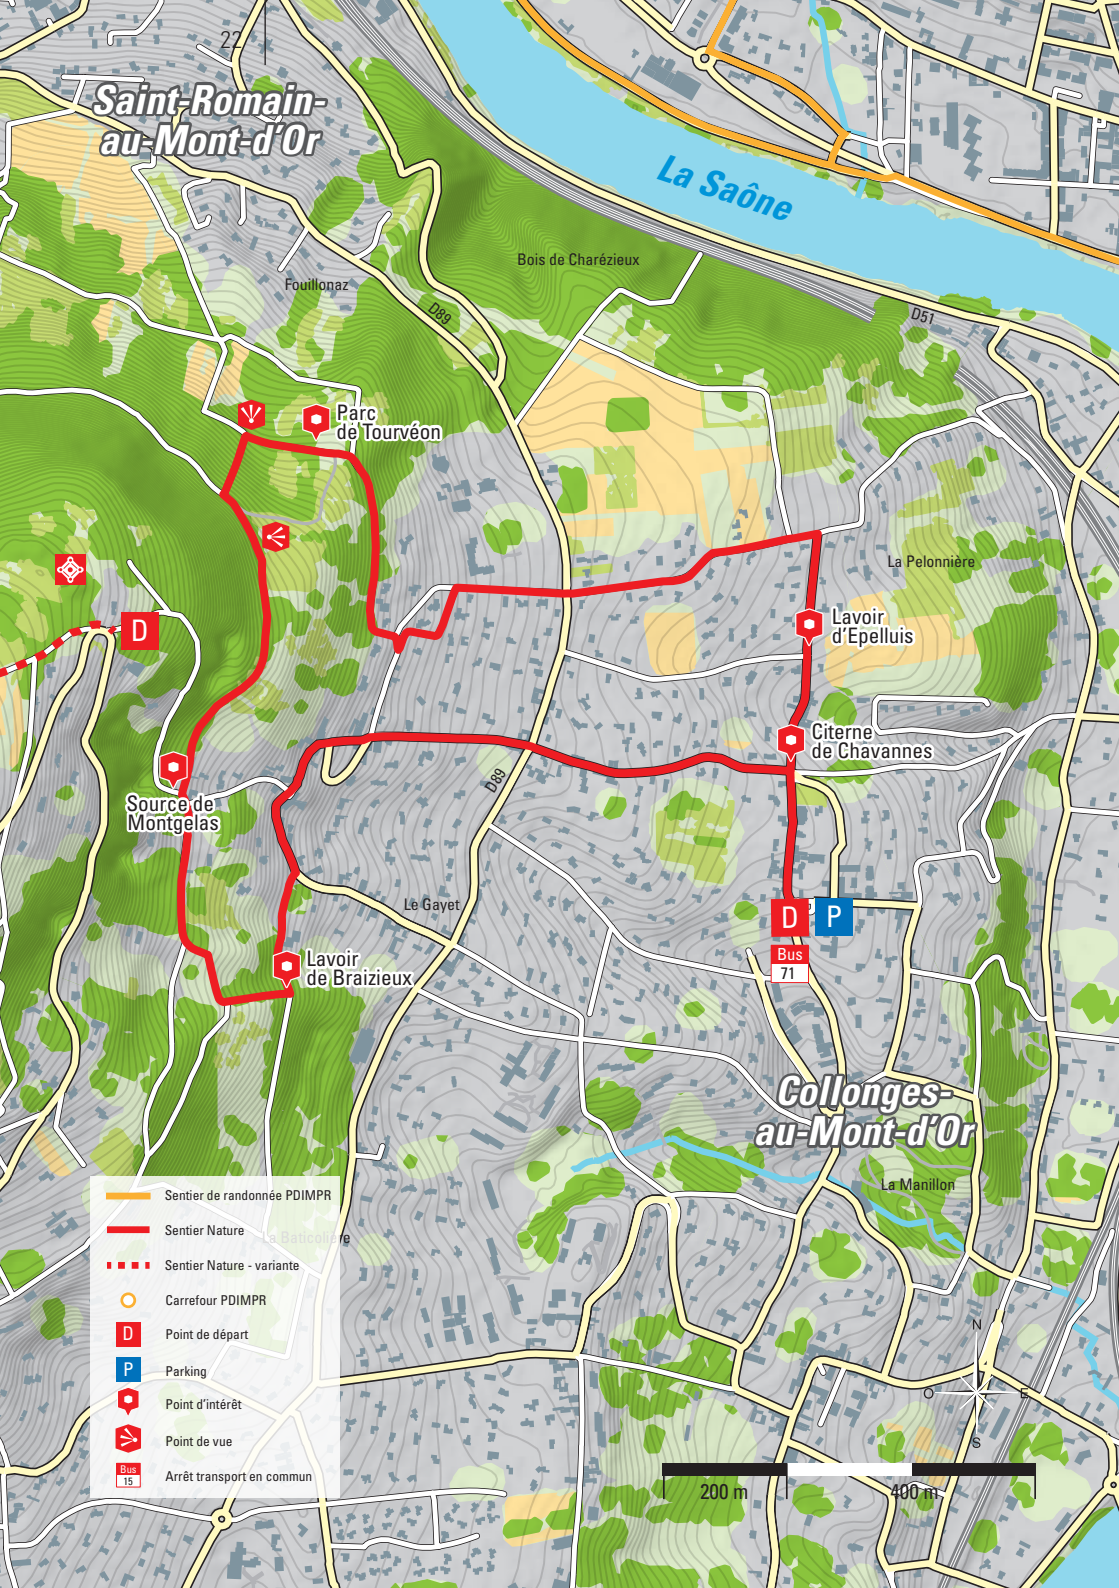 22
Saint-Romain-
au-Mont-d'Or
La Saône
Bois de Charézieux
Fouillonaz
D89
D51
Parc
de Tourvéon
La Pelonnière
Lavoir
d'Epelluis
D
Citerne
de Chavannes
Source de
Montgelas
D89
Le Gayet
D
P
Bus
71
Lavoir
de Braizieux
Collonges-
au-Mont-d'Or
La Manillon
Sentier de randonnée PDIMPR
Sentier Nature
La Baticolière
Sentier Nature - variante
Carrefour PDIMPR
D
Point de départ
P
Parking
Point d'intérêt
Point de vue
Bus
15
Arrêt transport en commun
N
O
E
S
200 m
400 m